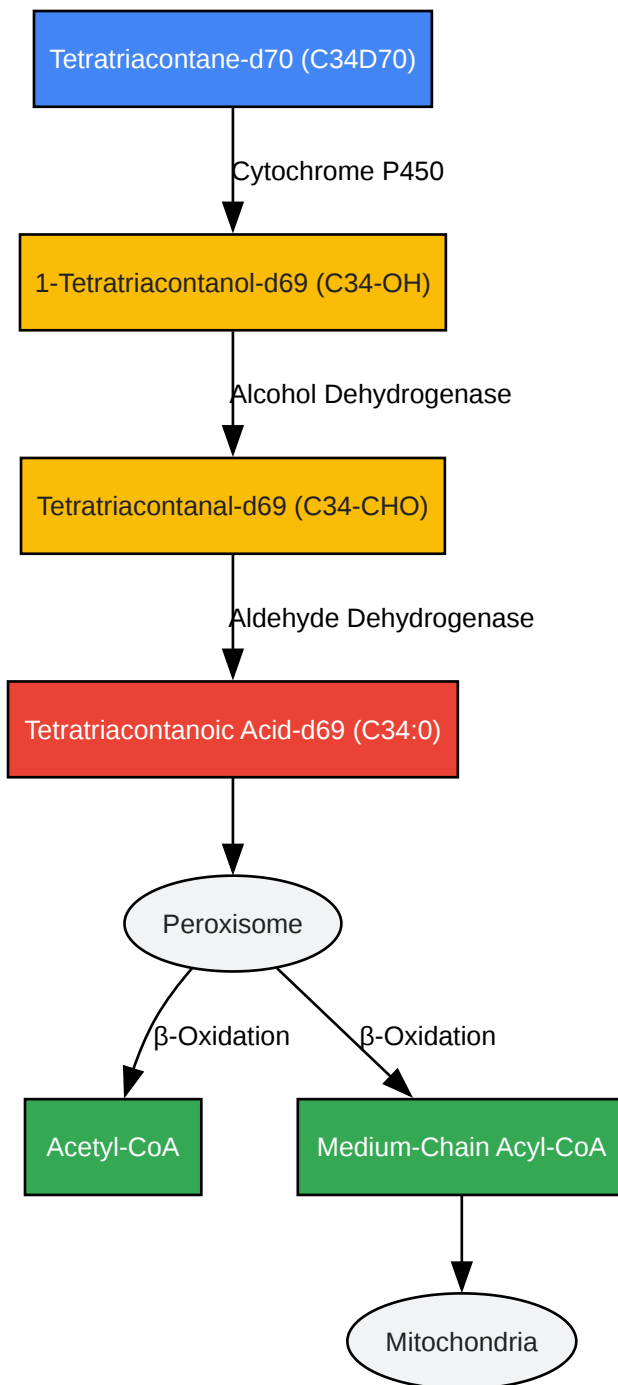 Tetratriacontane-d70 (C34D70)
Cytochrome P450
1-Tetratriacontanol-d69 (C34-OH)
Alcohol Dehydrogenase
Tetratriacontanal-d69 (C34-CHO)
Aldehyde Dehydrogenase
Tetratriacontanoic Acid-d69 (C34:0)
Peroxisome
β-Oxidation
β-Oxidation
Acetyl-CoA
Medium-Chain Acyl-CoA
Mitochondria